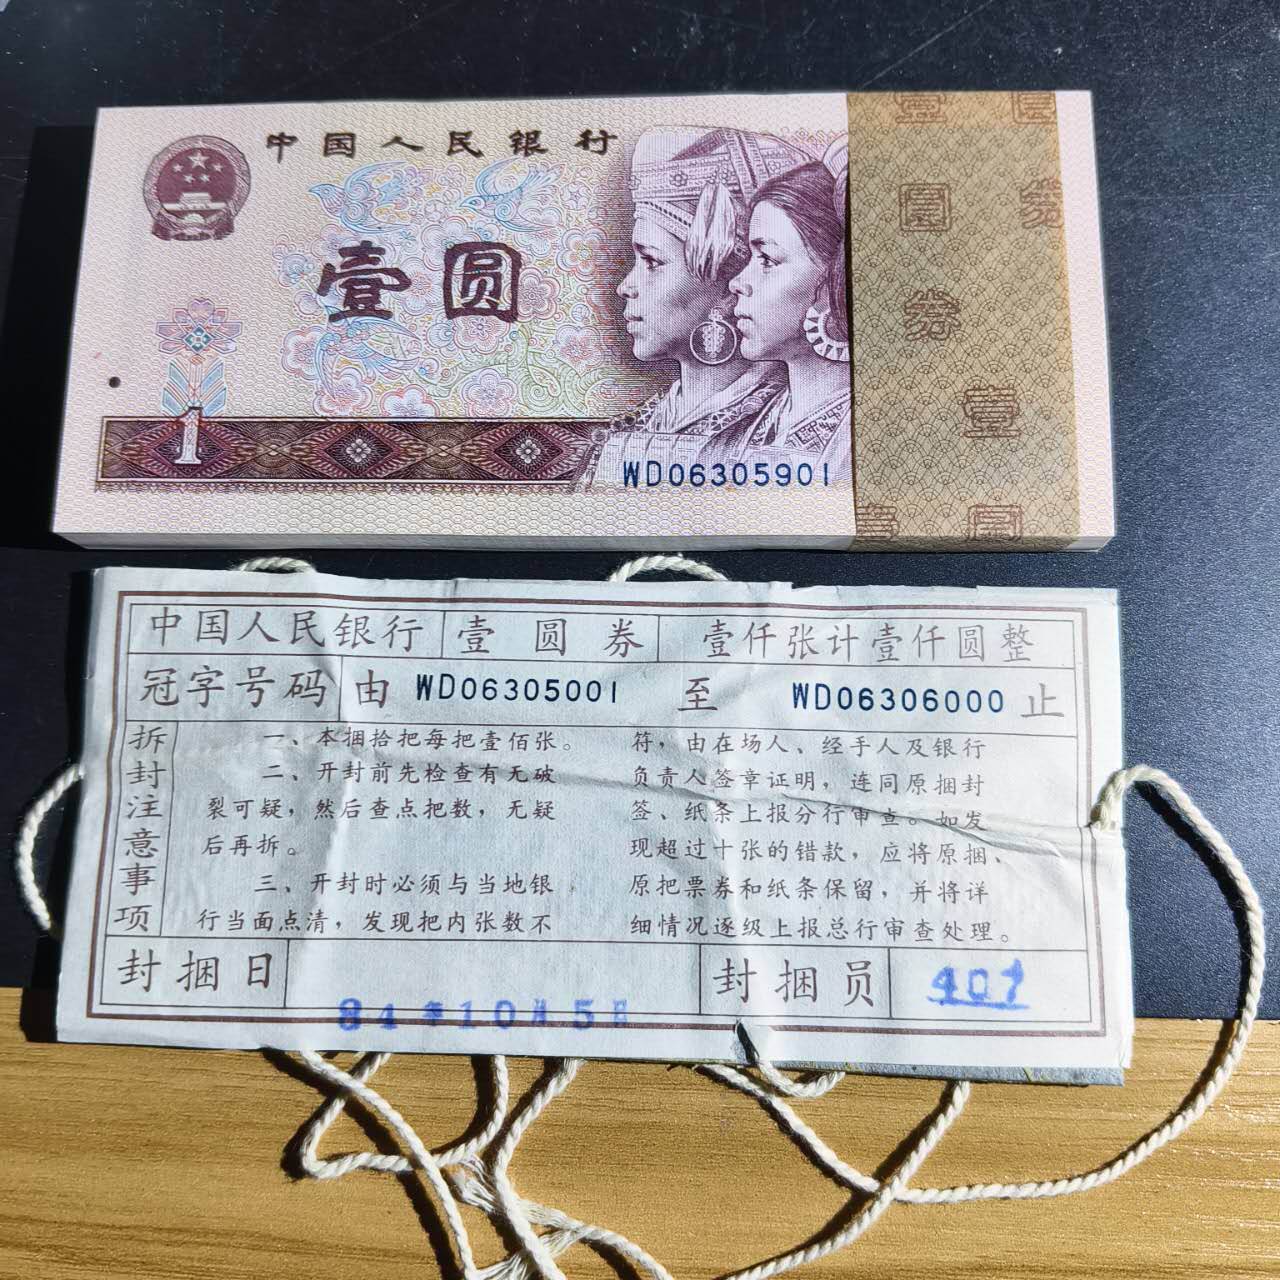 中国人民银行
壹圆
1
WD06305901
壹 圆
圆 券
券
壹
壹 圆
中国人民银行 壹圆券 壹仟张计壹仟圆整
冠字号码 由 WD06305001 至 WD06306000 止
拆封注意事项
一、本捆拾把每把壹佰张。
二、开封前先检查有无破
裂可疑，然后查点把数，无疑
后再拆。
三、开封时必须与当地银
行当面点清，发现把内张数不
符，由在场人、经手人及银行
负责人签章证明，连同原捆封
签、纸条上报分行审查。如发
现超过十张的错款，应将原捆、
原把票券和纸条保留，并将详
细情况逐级上报总行审查处理。
封捆日 84年10月5日 封捆员 407